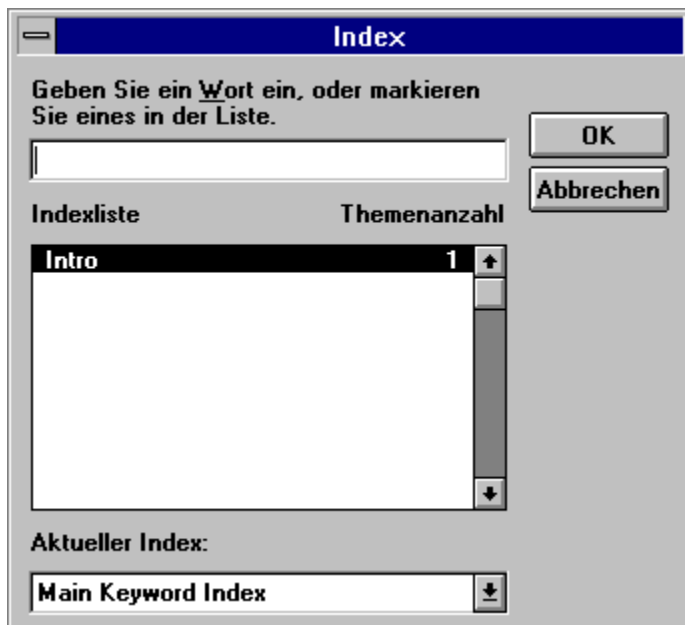 Index
Geben Sie ein Wort ein, oder markieren
Sie eines in der Liste.
OK
Abbrechen
Indexliste Themenanzahl
Intro 1
Aktueller Index:
Main Keyword Index